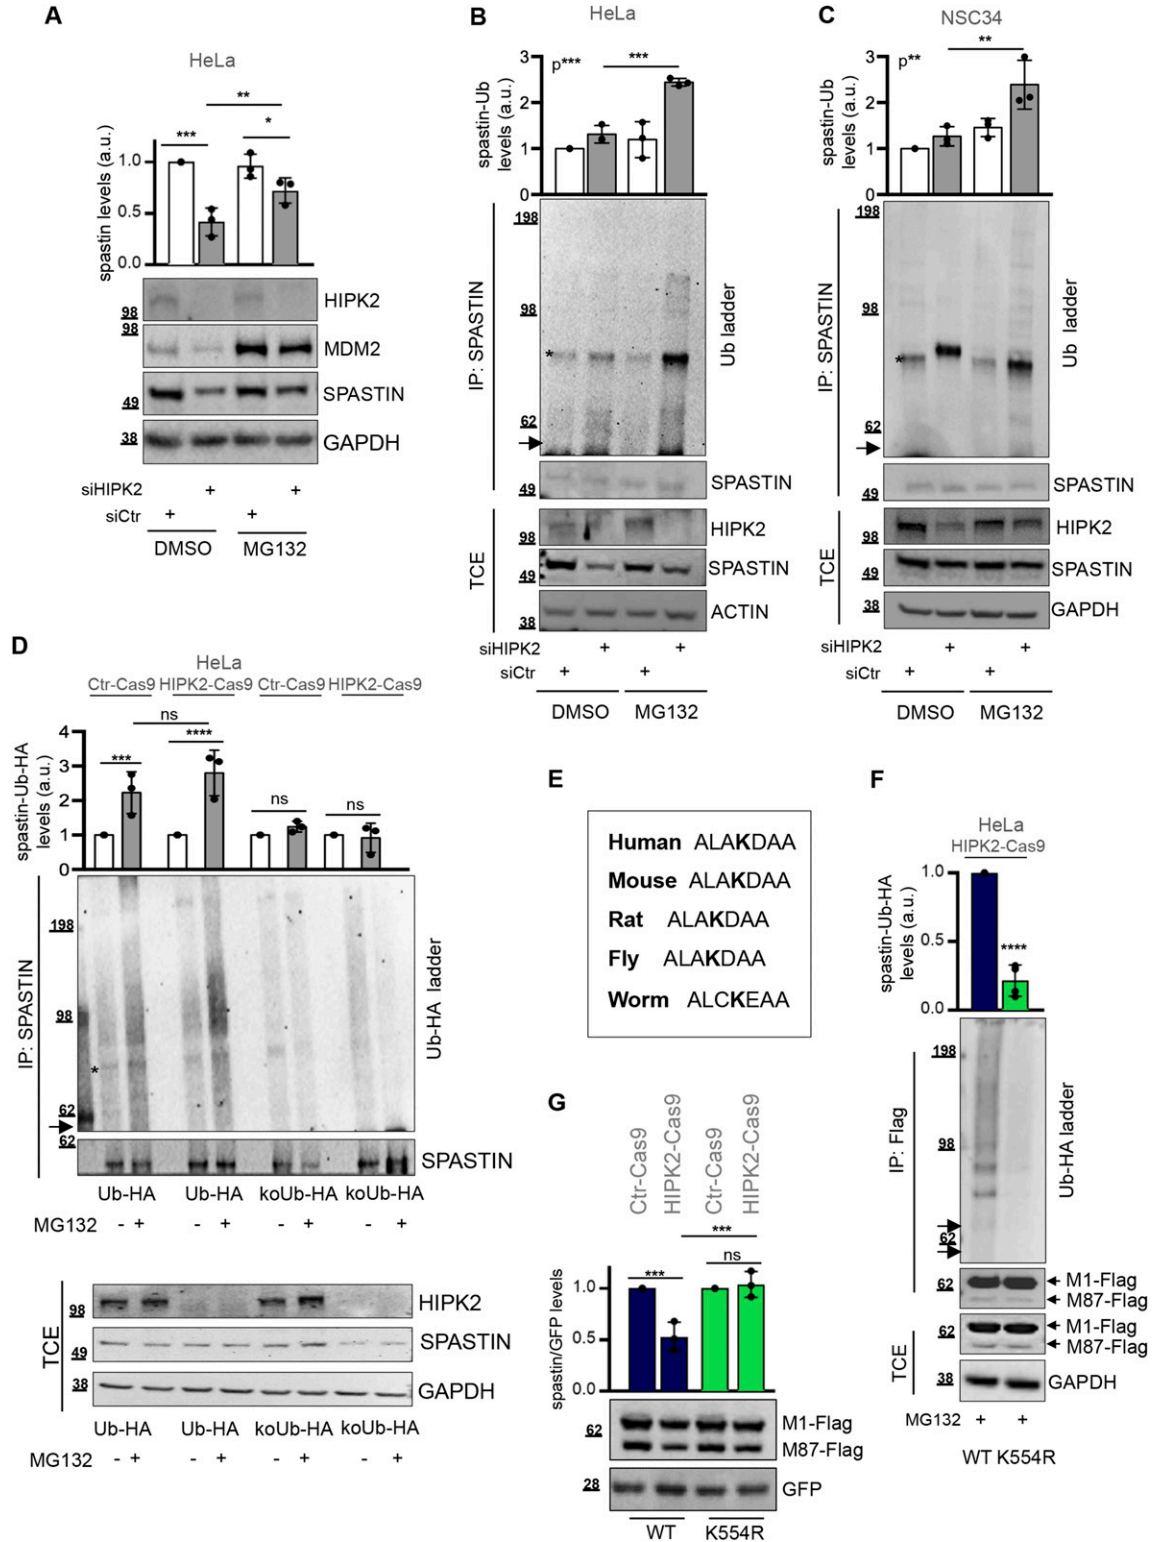 A
HeLa
spastin levels (a.u.)
1.0
0.5
0.0
***
**
*
98
HIPK2
98
MDM2
49
SPASTIN
38
GAPDH
siHIPK2 + +
siCtr + +
DMSO MG132
B
HeLa
spastin-Ub
levels (a.u.)
3
2
1
0
p***
***
IP: SPASTIN
198
98
*
62
Ub ladder
49
SPASTIN
TCE
98
HIPK2
49
SPASTIN
38
ACTIN
siHIPK2 + +
siCtr + +
DMSO MG132
C
NSC34
spastin-Ub
levels (a.u.)
3
2
1
0
p**
**
IP: SPASTIN
198
98
*
62
Ub ladder
49
SPASTIN
TCE
98
HIPK2
49
SPASTIN
38
GAPDH
siHIPK2 + +
siCtr + +
DMSO MG132
D
HeLa
Ctr-Cas9 HIPK2-Cas9 Ctr-Cas9 HIPK2-Cas9
spastin-Ub-HA
levels (a.u.)
4
3
2
1
0
ns
***
****
ns
ns
IP: SPASTIN
198
98
*
62
Ub-HA ladder
62
SPASTIN
Ub-HA Ub-HA koUb-HA koUb-HA
MG132 - + - + - + - +
TCE
98
HIPK2
49
SPASTIN
38
GAPDH
Ub-HA Ub-HA koUb-HA koUb-HA
MG132 - + - + - + - +
E
Human ALAKDAA
Mouse ALAKDAA
Rat ALAKDAA
Fly ALAKDAA
Worm ALCKEAA
F
HeLa
HIPK2-Cas9
spastin-Ub-HA
levels (a.u.)
1.0
0.5
0.0
****
IP: Flag
198
98
62
Ub-HA ladder
62
M1-Flag
M87-Flag
TCE
62
M1-Flag
M87-Flag
38
GAPDH
MG132 + +
WT K554R
G
Ctr-Cas9
HIPK2-Cas9
Ctr-Cas9
HIPK2-Cas9
spastin/GFP levels
1.0
0.5
0.0
***
***
ns
62
M1-Flag
M87-Flag
28
GFP
WT K554R